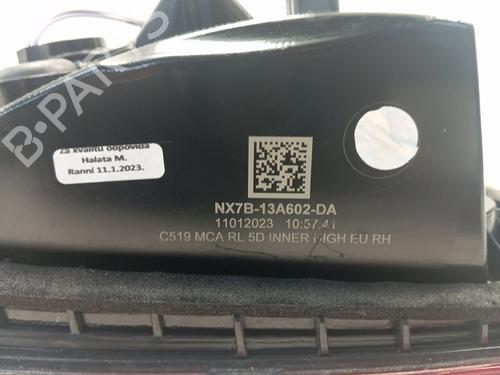 B-PARTS
Za kvalitu odpovídá
Halata M.
Ranní 11.1.2023.
NX7B-13A602-DA
11012023 10:57:41
C519 MCA RL 5D INNER HIGH EU RH